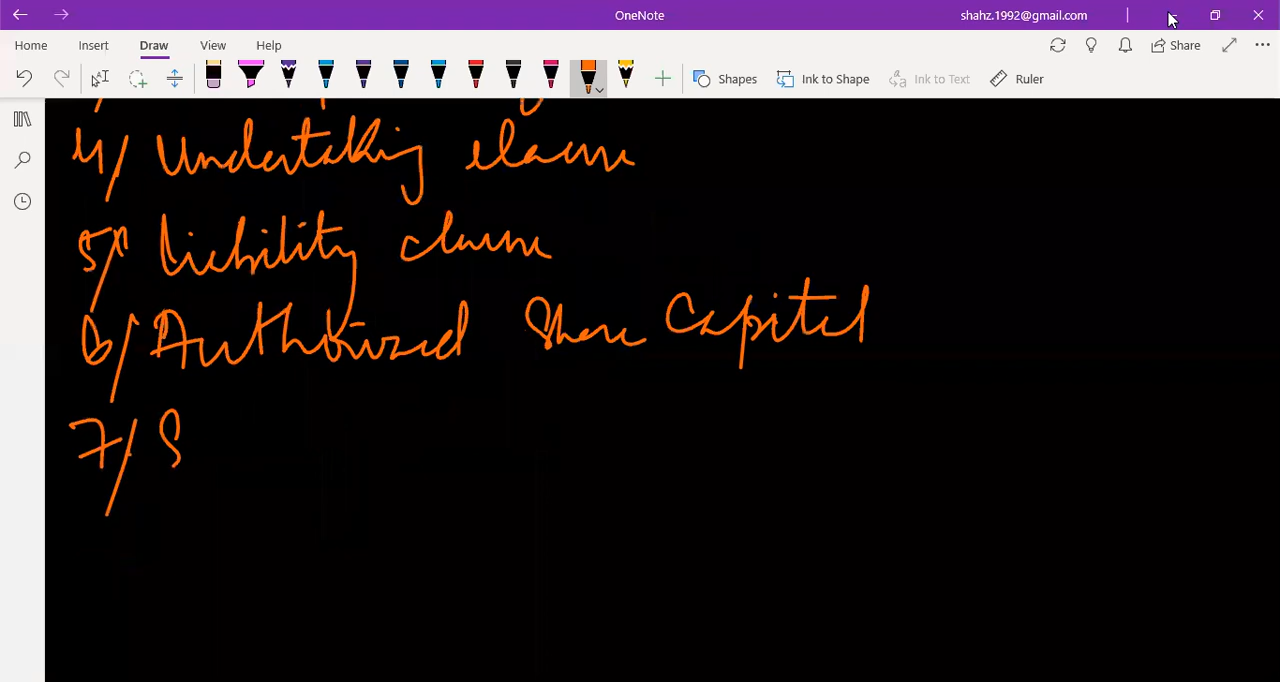 OneNote
shahz.1992@gmail.com
Home Insert Draw View Help
Share
Shapes Ink to Shape Ink to Text Ruler
4/ Undertaking clause
5/ Liability clause
6/ Authorized Share Capital
7/ S